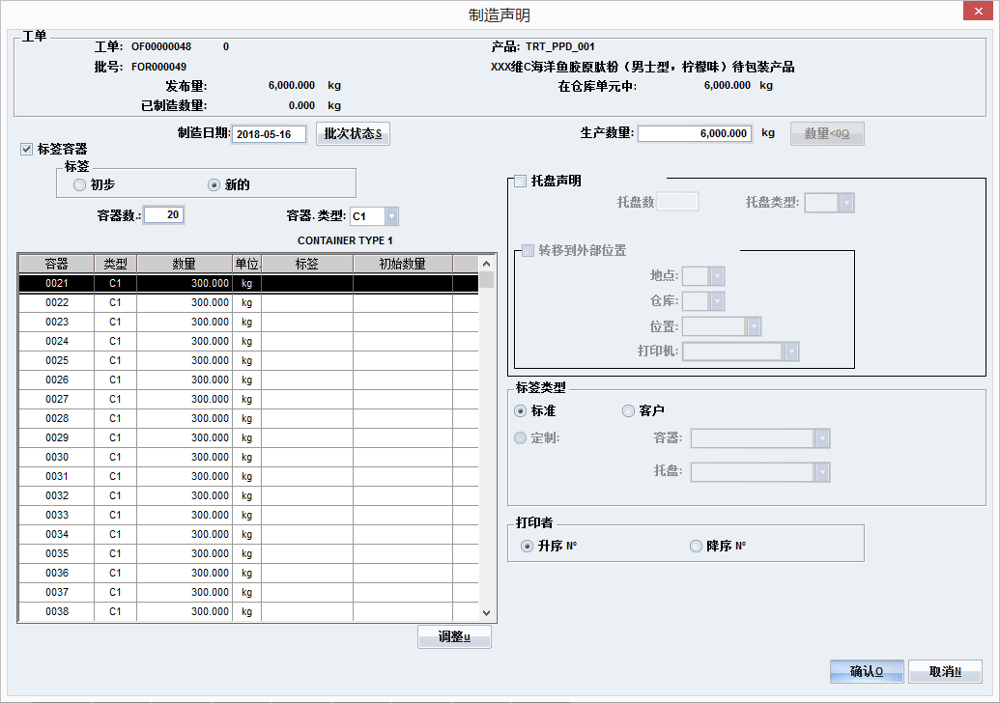 制造声明
工单
工单: OF00000048 0 产品: TRT_PPD_001
批号: FOR000049 XXX维C海洋鱼胶原肽粉（男士型，柠檬味）待包装产品
发布量: 6,000.000 kg 在仓库单元中: 6,000.000 kg
已制造数量: 0.000 kg
制造日期: 2018-05-16 批次状态S 生产数量: 6,000.000 kg 数量<0Q
标签容器
标签
初步 新的
容器数.: 20 容器. 类型: C1
CONTAINER TYPE 1
容器 类型 数量 单位. 标签 初始数量
0021 C1 300.000 kg
0022 C1 300.000 kg
0023 C1 300.000 kg
0024 C1 300.000 kg
0025 C1 300.000 kg
0026 C1 300.000 kg
0027 C1 300.000 kg
0028 C1 300.000 kg
0029 C1 300.000 kg
0030 C1 300.000 kg
0031 C1 300.000 kg
0032 C1 300.000 kg
0033 C1 300.000 kg
0034 C1 300.000 kg
0035 C1 300.000 kg
0036 C1 300.000 kg
0037 C1 300.000 kg
0038 C1 300.000 kg
调整u
托盘声明
托盘数 托盘类型:
转移到外部位置
地点:
仓库:
位置:
打印机:
标签类型
标准 客户
定制: 容器:
托盘:
打印者
升序 Nº 降序 Nº
确认O 取消N